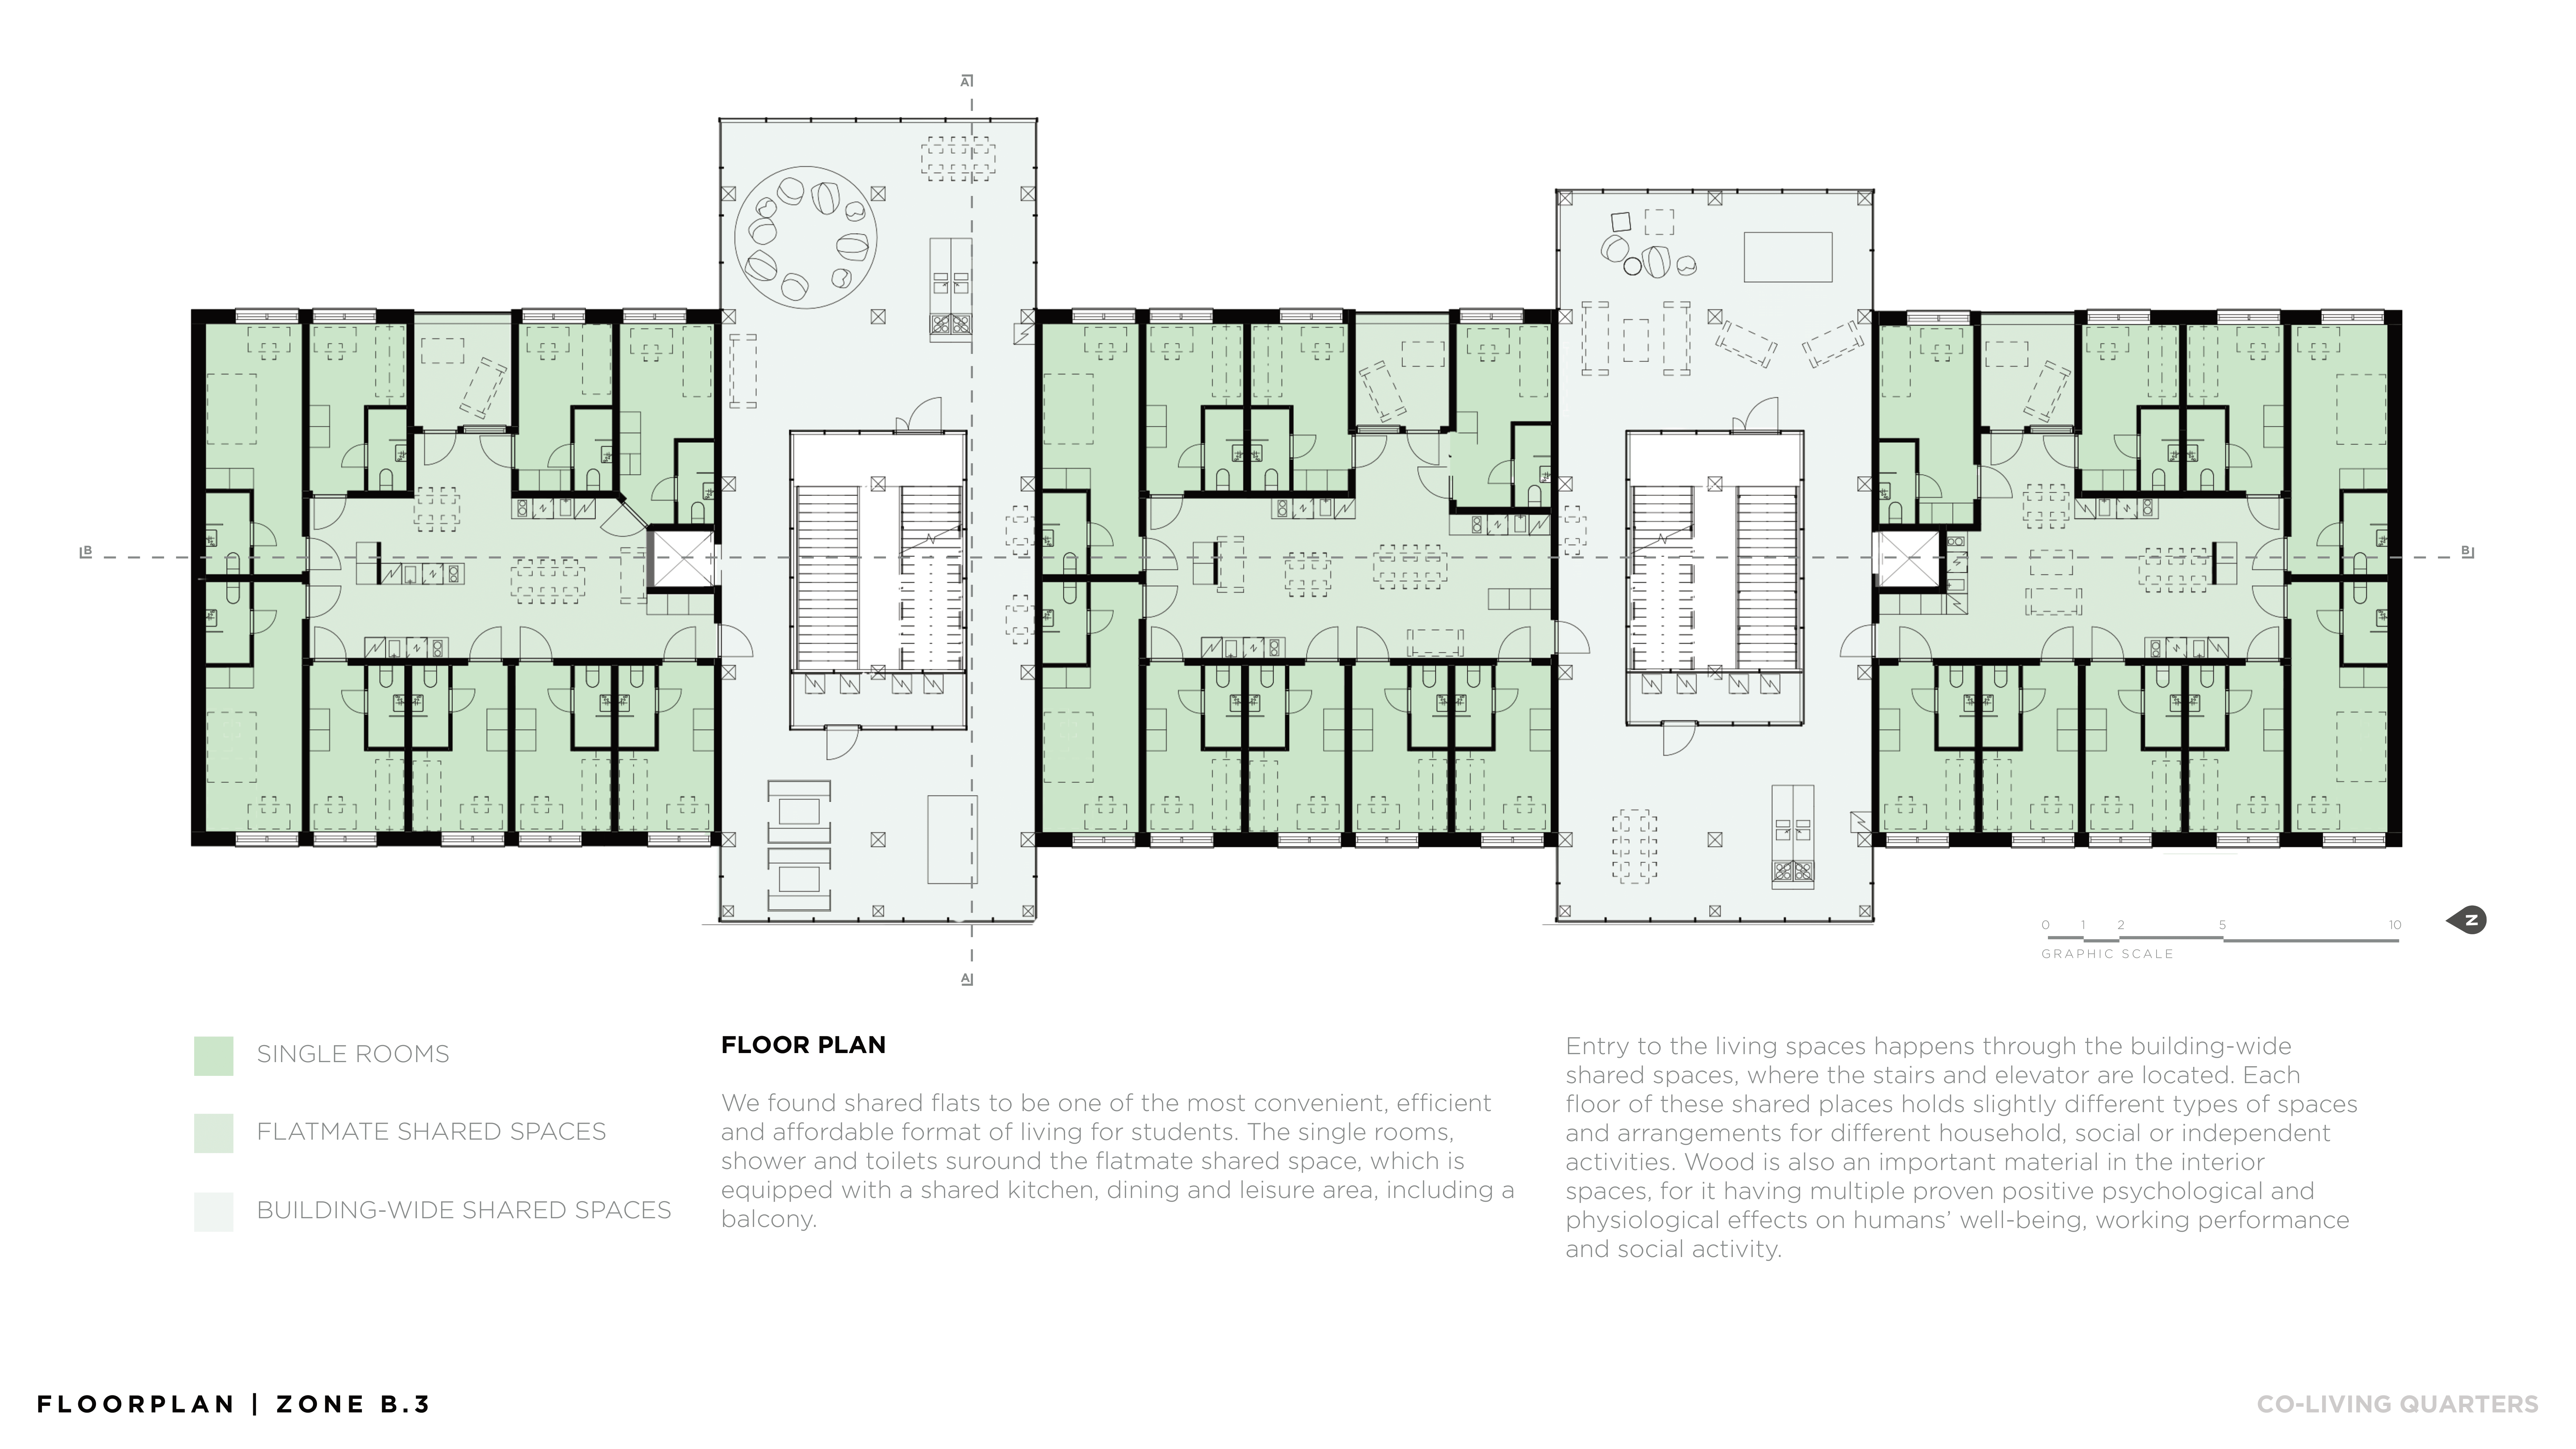 A
B
B
N
0 1 2 5 10
GRAPHIC SCALE
A
SINGLE ROOMS
FLATMATE SHARED SPACES
BUILDING-WIDE SHARED SPACES
FLOOR PLAN
We found shared flats to be one of the most convenient, efficient
and affordable format of living for students. The single rooms,
shower and toilets suround the flatmate shared space, which is
equipped with a shared kitchen, dining and leisure area, including a
balcony.
Entry to the living spaces happens through the building-wide
shared spaces, where the stairs and elevator are located. Each
floor of these shared places holds slightly different types of spaces
and arrangements for different household, social or independent
activities. Wood is also an important material in the interior
spaces, for it having multiple proven positive psychological and
physiological effects on humans’ well-being, working performance
and social activity.
FLOORPLAN | ZONE B.3
CO-LIVING QUARTERS